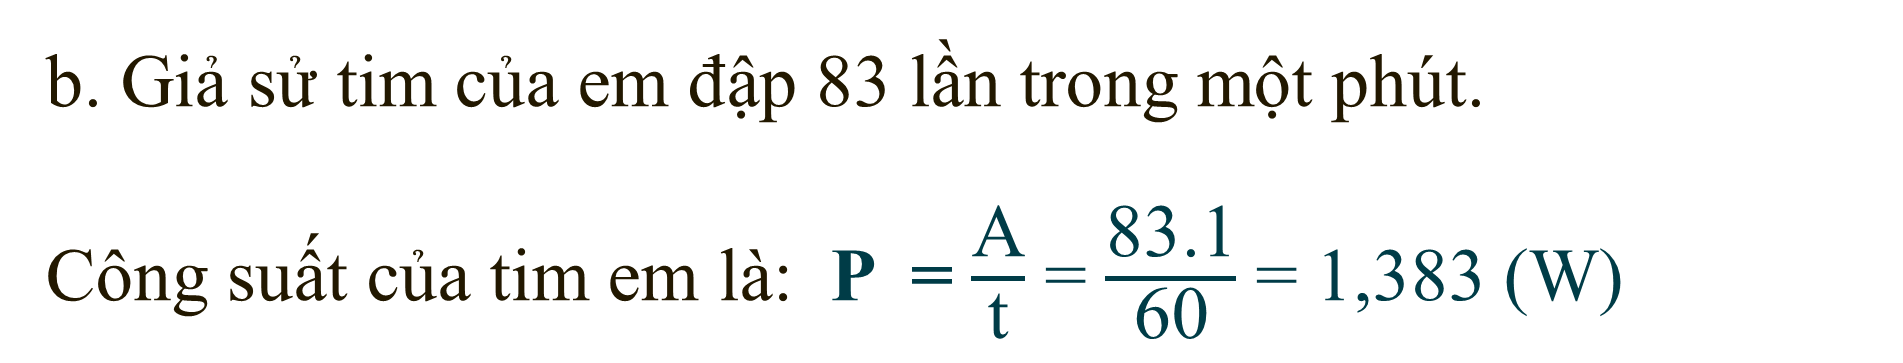 b. Giả sử tim của em đập 83 lần trong một phút.
Công suất của tim em là: P = A/t = 83.1/60 = 1,383 (W)